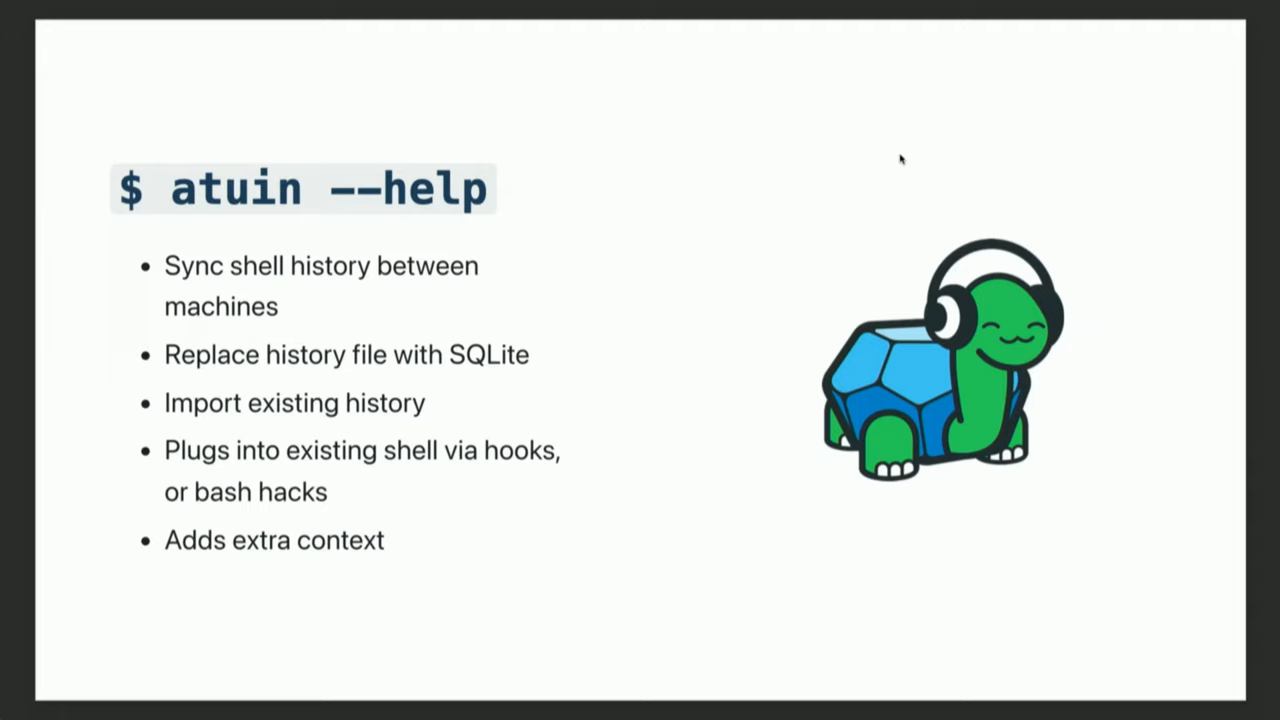 $ atuin --help
• Sync shell history between
machines
• Replace history file with SQLite
• Import existing history
• Plugs into existing shell via hooks,
or bash hacks
• Adds extra context